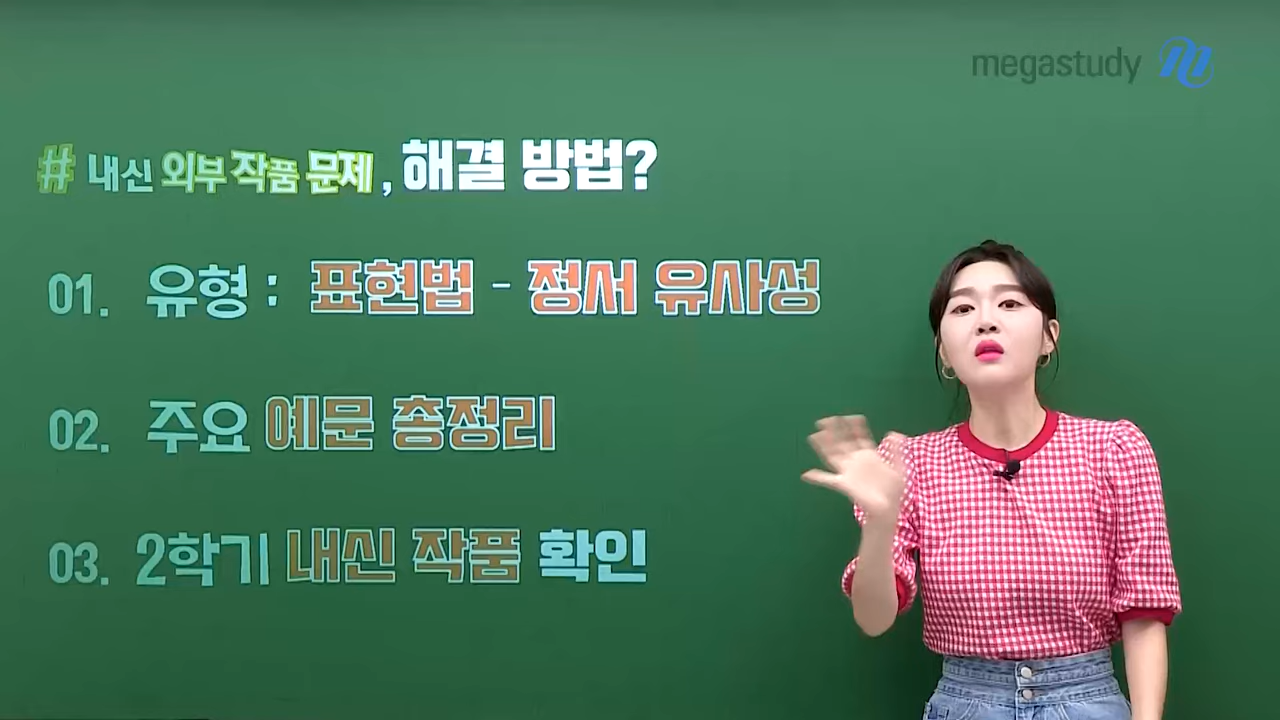 megastudy
# 내신 외부 작품 문제, 해결 방법?
01. 유형 : 표현법 - 정서 유사성
02. 주요 예문 총정리
03. 2학기 내신 작품 확인